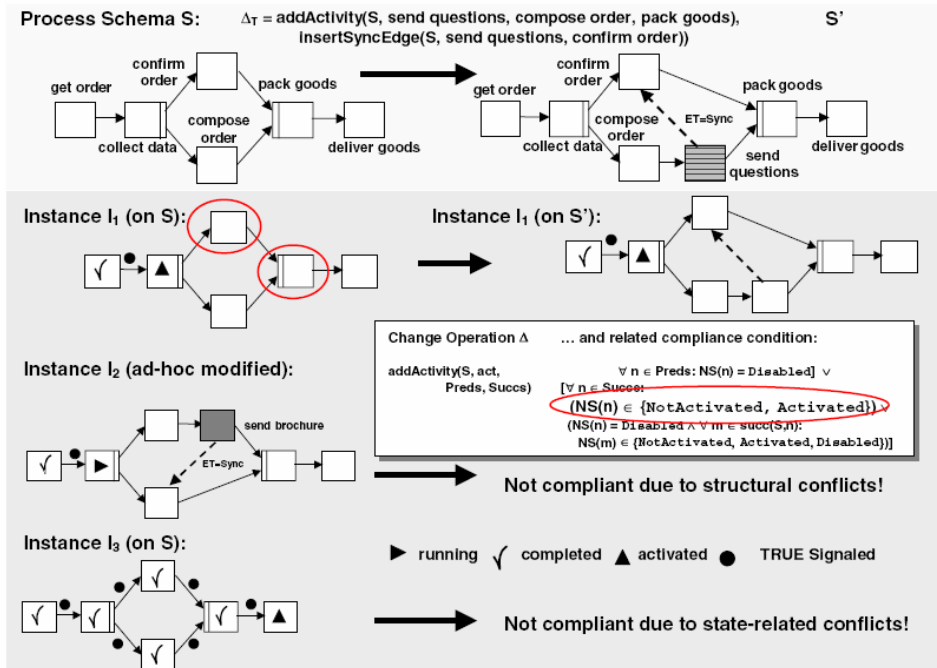 Process Schema S: Δ_T = addActivity(S, send questions, compose order, pack goods), S'
insertSyncEdge(S, send questions, confirm order))
confirm order
get order
pack goods
compose order
collect data
deliver goods
confirm order
get order
pack goods
compose order
ET=Sync
collect data
send questions
deliver goods
Instance I₁ (on S):
Instance I₁ (on S'):
Change Operation Δ ... and related compliance condition:
addActivity(S, act, ∀ n ∈ Preds: NS(n) = Disabled] ∨
Preds, Succs) [∀ n ∈ Succs:
(NS(n) ∈ {NotActivated, Activated}) ∨
(NS(n) = Disabled ∧ ∀ m ∈ succ(S,n):
NS(m) ∈ {NotActivated, Activated, Disabled})]
Instance I₂ (ad-hoc modified):
send brochure
ET=Sync
Not compliant due to structural conflicts!
Instance I₃ (on S):
running completed activated TRUE Signaled
Not compliant due to state-related conflicts!